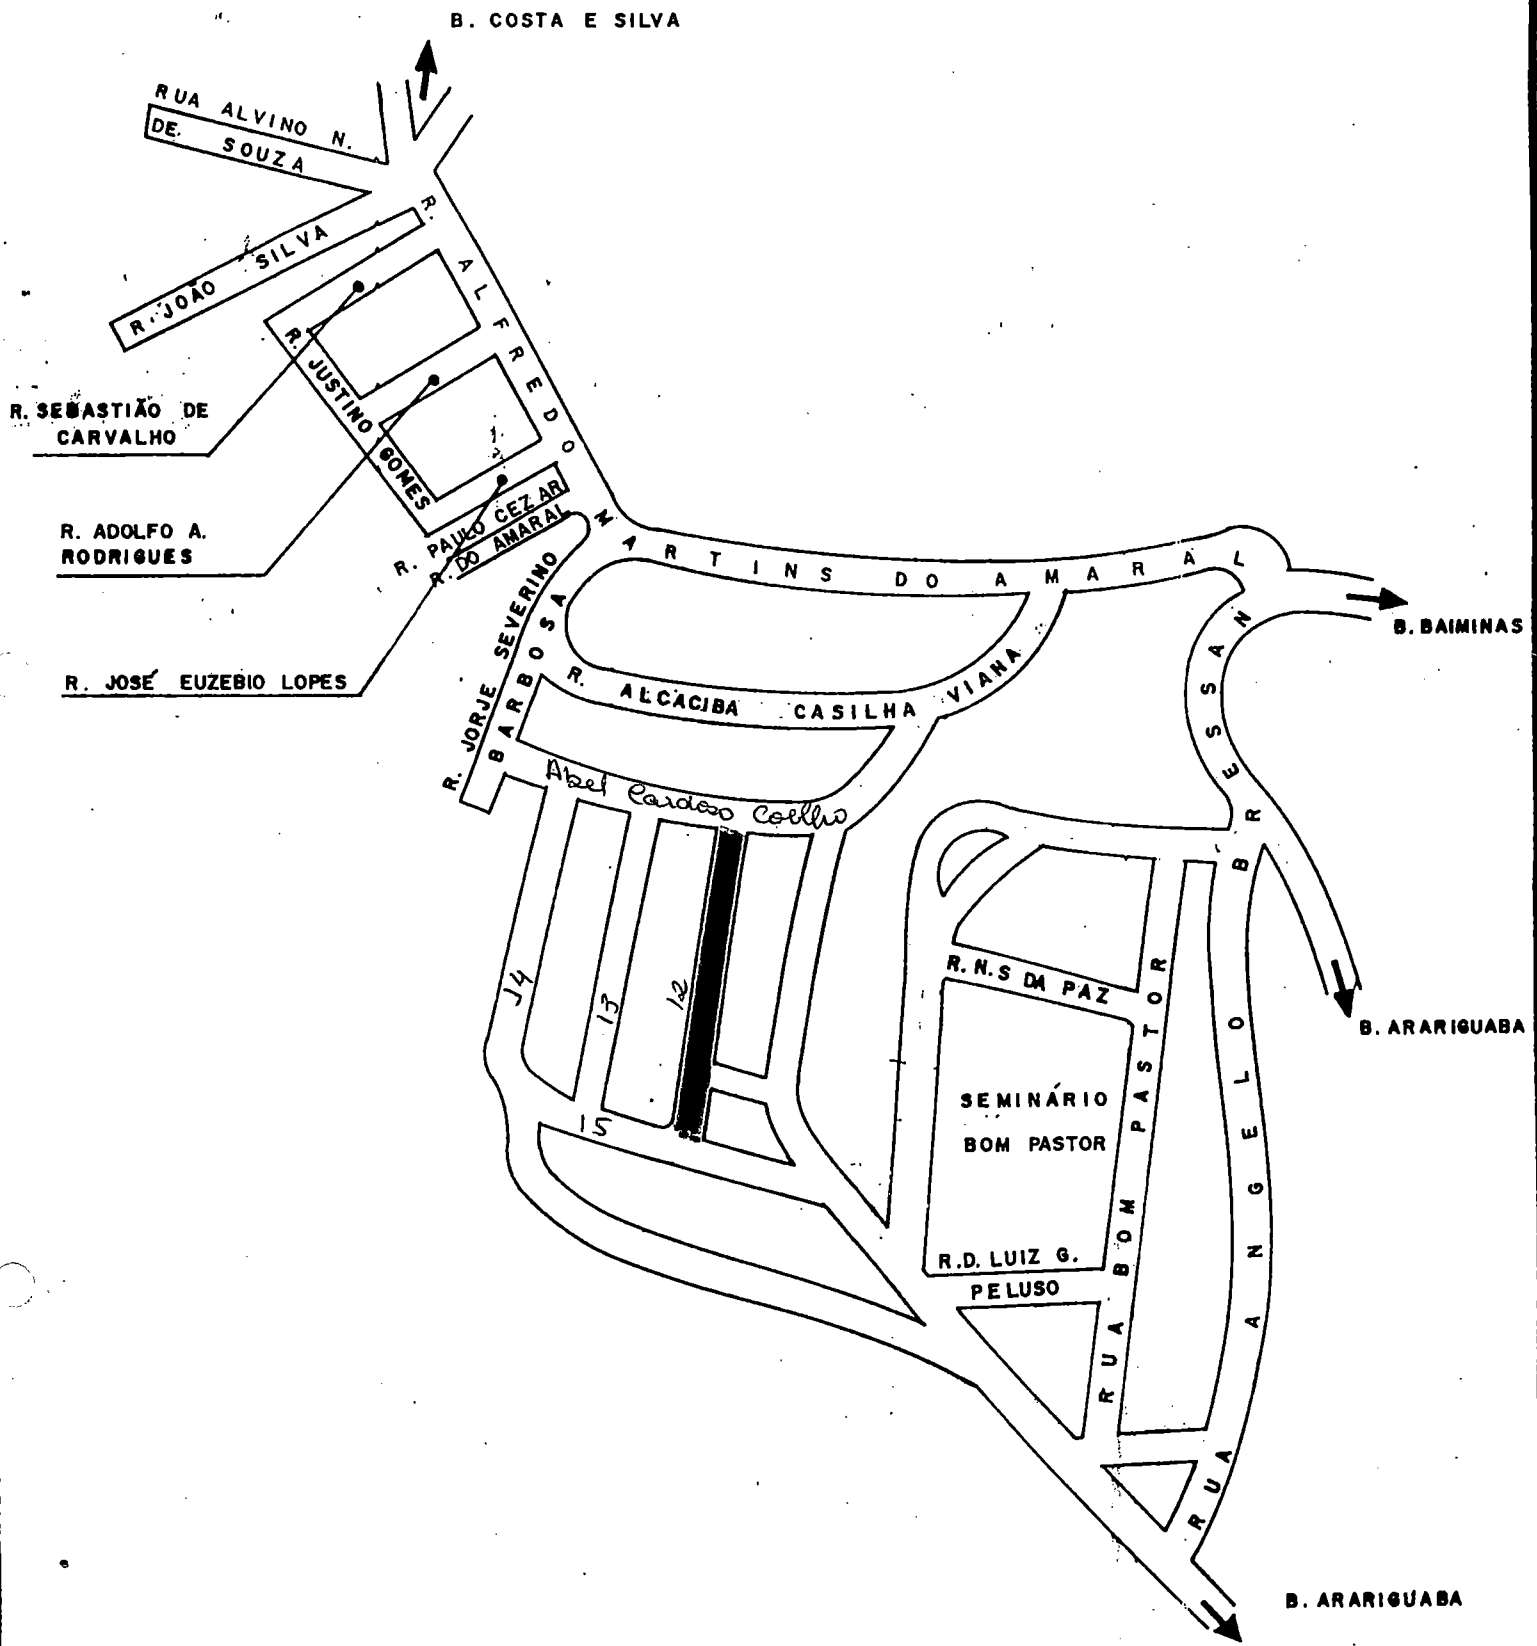 B. COSTA E SILVA
RUA ALVINO N.
DE. SOUZA
R. JOÃO SILVA
R. ALFREDO MARTINS DO AMARAL
R. JUSTINO GOMES
R. SEBASTIÃO DE
CARVALHO
R. ADOLFO A.
RODRIGUES
R. PAULO CEZAR
R. DO AMARAL
R. JOSÉ EUZEBIO LOPES
R. JORJE SEVERINO
BARBOSA
R. ALCACIBA CASILHA VIANA
B. BAIMINAS
Abel Cardoso Coelho
14
13
12
15
R. N. S DA PAZ
B. ARARIGUABA
SEMINÁRIO
BOM PASTOR
R. D. LUIZ G.
PELUSO
RUA BOM PASTOR
RUA ANGELO BRESSAN
B. ARARIGUABA